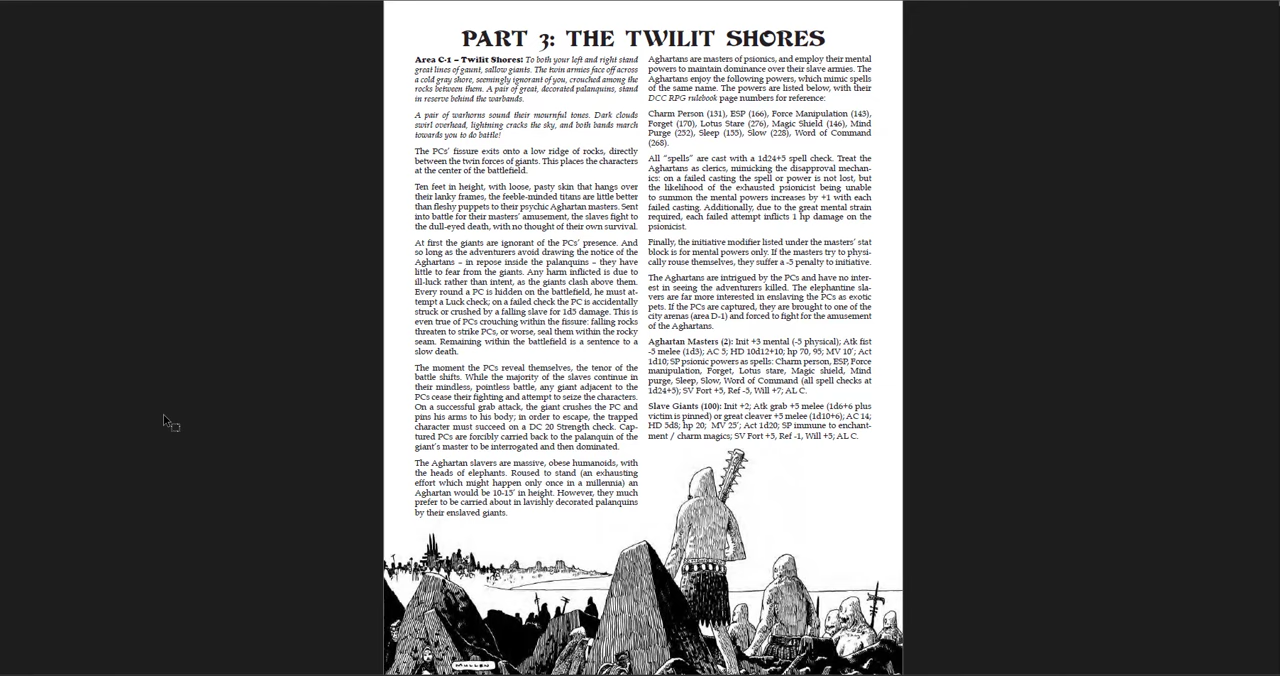 PART 3: THE TWILIT SHORES
Area C-1 – Twilit Shores: To both your left and right stand
great lines of gaunt, sallow giants. The twin armies face off across
a cold gray shore, seemingly ignorant of you, crouched among the
rocks between them. A pair of great, decorated palanquins, stand
in reserve behind the warbands.
A pair of warhorns sound their mournful tones. Dark clouds
swirl overhead, lightning cracks the sky, and both bands march
towards you to do battle!
The PCs' fissure exits onto a low ridge of rocks, directly
between the twin forces of giants. This places the characters
at the center of the battlefield.
Ten feet in height, with loose, pasty skin that hangs over
their lanky frames, the feeble-minded titans are little better
than fleshy puppets to their psychic Aghartan masters. Sent
into battle for their masters' amusement, the slaves fight to
the dull-eyed death, with no thought of their own survival.
At first the giants are ignorant of the PCs' presence. And
so long as the adventurers avoid drawing the notice of the
Aghartans – in repose inside the palanquins – they have
little to fear from the giants. Any harm inflicted is due to
ill-luck rather than intent, as the giants clash above them.
Every round a PC is hidden on the battlefield, he must at-
tempt a Luck check; on a failed check the PC is accidentally
struck or crushed by a falling slave for 1d5 damage. This is
even true of PCs crouching within the fissure: falling rocks
threaten to strike PCs, or worse, seal them within the rocky
seam. Remaining within the battlefield is a sentence to a
slow death.
The moment the PCs reveal themselves, the tenor of the
battle shifts. While the majority of the slaves continue in
their mindless, pointless battle, any giant adjacent to the
PCs cease their fighting and attempt to seize the characters.
On a successful grab attack, the giant crushes the PC and
pins his arms to his body; in order to escape, the trapped
character must succeed on a DC 20 Strength check. Cap-
tured PCs are forcibly carried back to the palanquin of the
giant's master to be interrogated and then dominated.
The Aghartan slavers are massive, obese humanoids, with
the heads of elephants. Roused to stand (an exhausting
effort which might happen only once in a millennia) an
Aghartan would be 10-15' in height. However, they much
prefer to be carried about in lavishly decorated palanquins
by their enslaved giants.
Aghartans are masters of psionics, and employ their mental
powers to maintain dominance over their slave armies. The
Aghartans enjoy the following powers, which mimic spells
of the same name. The powers are listed below, with their
DCC RPG rulebook page numbers for reference:
Charm Person (131), ESP (166), Force Manipulation (143),
Forget (170), Lotus Stare (276), Magic Shield (146), Mind
Purge (252), Sleep (155), Slow (228), Word of Command
(268).
All "spells" are cast with a 1d24+5 spell check. Treat the
Aghartans as clerics, mimicking the disapproval mechan-
ics: on a failed casting the spell or power is not lost, but
the likelihood of the exhausted psionicist being unable
to summon the mental powers increases by +1 with each
failed casting. Additionally, due to the great mental strain
required, each failed attempt inflicts 1 hp damage on the
psionicist.
Finally, the initiative modifier listed under the masters' stat
block is for mental powers only. If the masters try to physi-
cally rouse themselves, they suffer a -5 penalty to initiative.
The Aghartans are intrigued by the PCs and have no inter-
est in seeing the adventurers killed. The elephantine sla-
vers are far more interested in enslaving the PCs as exotic
pets. If the PCs are captured, they are brought to one of the
city arenas (area D-1) and forced to fight for the amusement
of the Aghartans.
Aghartan Masters (2): Init +3 mental (-5 physical); Atk fist
-5 melee (1d3); AC 5; HD 10d12+10; hp 70, 95; MV 10'; Act
1d10; SP psionic powers as spells: Charm person, ESP, Force
manipulation, Forget, Lotus stare, Magic shield, Mind
purge, Sleep, Slow, Word of Command (all spell checks at
1d24+5); SV Fort +5, Ref -5, Will +7; AL C.
Slave Giants (100): Init +2; Atk grab +5 melee (1d6+6 plus
victim is pinned) or great cleaver +5 melee (1d10+6); AC 14;
HD 5d8; hp 20; MV 25'; Act 1d20; SP immune to enchant-
ment / charm magics; SV Fort +5, Ref -1, Will +5; AL C.
MULLEN